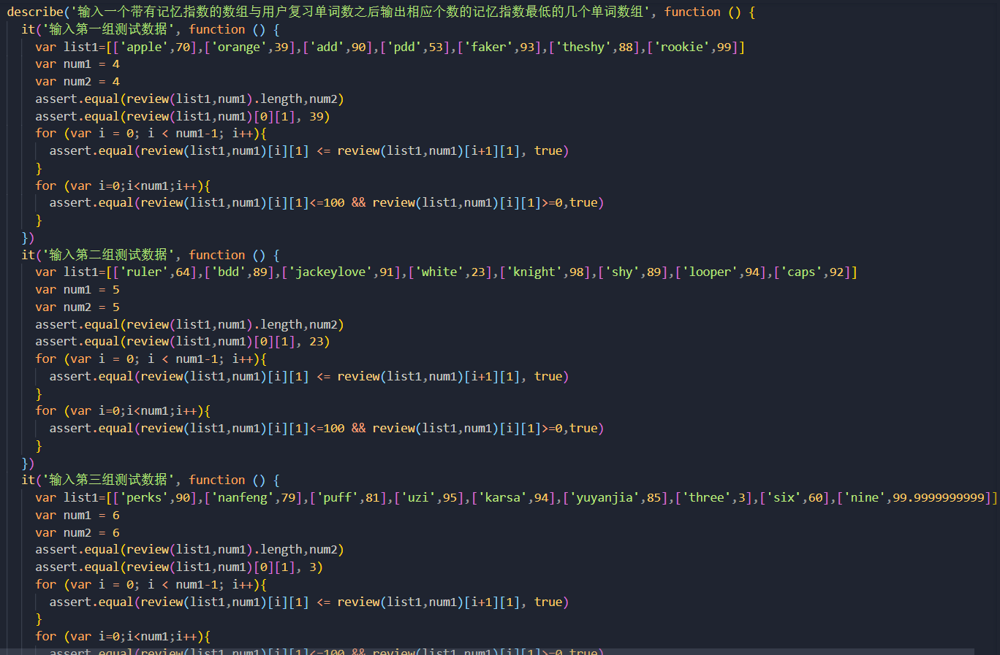 describe('输入一个带有记忆指数的数组与用户复习单词数之后输出相应个数的记忆指数最低的几个单词数组', function () {
it('输入第一组测试数据', function () {
var list1=[['apple',70],['orange',39],['add',90],['pdd',53],['faker',93],['theshy',88],['rookie',99]]
var num1 = 4
var num2 = 4
assert.equal(review(list1,num1).length,num2)
assert.equal(review(list1,num1)[0][1], 39)
for (var i = 0; i < num1-1; i++){
assert.equal(review(list1,num1)[i][1] <= review(list1,num1)[i+1][1], true)
}
for (var i=0;i<num1;i++){
assert.equal(review(list1,num1)[i][1]<=100 && review(list1,num1)[i][1]>=0,true)
}
})
it('输入第二组测试数据', function () {
var list1=[['ruler',64],['bdd',89],['jackeylove',91],['white',23],['knight',98],['shy',89],['looper',94],['caps',92]]
var num1 = 5
var num2 = 5
assert.equal(review(list1,num1).length,num2)
assert.equal(review(list1,num1)[0][1], 23)
for (var i = 0; i < num1-1; i++){
assert.equal(review(list1,num1)[i][1] <= review(list1,num1)[i+1][1], true)
}
for (var i=0;i<num1;i++){
assert.equal(review(list1,num1)[i][1]<=100 && review(list1,num1)[i][1]>=0,true)
}
})
it('输入第三组测试数据', function () {
var list1=[['perks',90],['nanfeng',79],['puff',81],['uzi',95],['karsa',94],['yuyanjia',85],['three',3],['six',60],['nine',99.9999999999]]
var num1 = 6
var num2 = 6
assert.equal(review(list1,num1).length,num2)
assert.equal(review(list1,num1)[0][1], 3)
for (var i = 0; i < num1-1; i++){
assert.equal(review(list1,num1)[i][1] <= review(list1,num1)[i+1][1], true)
}
for (var i=0;i<num1;i++){
assert.equal(review(list1,num1)[i][1]<=100 && review(list1,num1)[i][1]>=0,true)